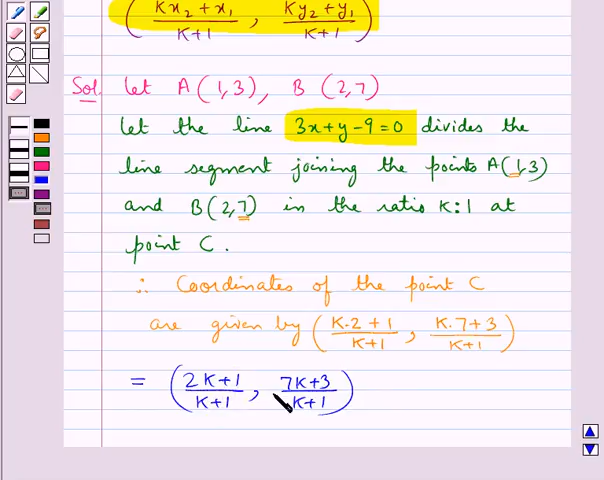 (Kx₂+x₁/K+1, Ky₂+y₁/K+1)
Sol. Let A(1,3), B (2,7)
Let the line 3x+y-9=0 divides the
line segment joining the points A(1,3)
and B(2,7) in the ratio K:1 at
point C.
∴ Coordinates of the point C
are given by (K·2+1/K+1, K·7+3/K+1)
= (2K+1/K+1, 7K+3/K+1)